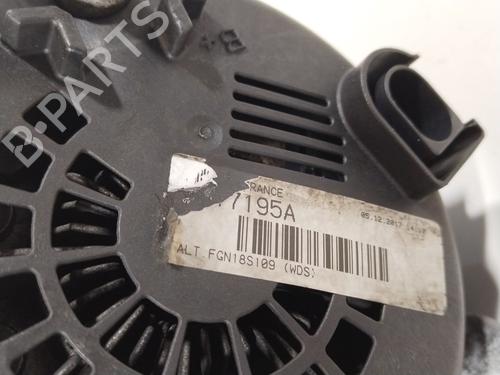 B+
B-PARTS
RANCE
7195A
05.12.2017
ALT FGN18S109 (WDS)